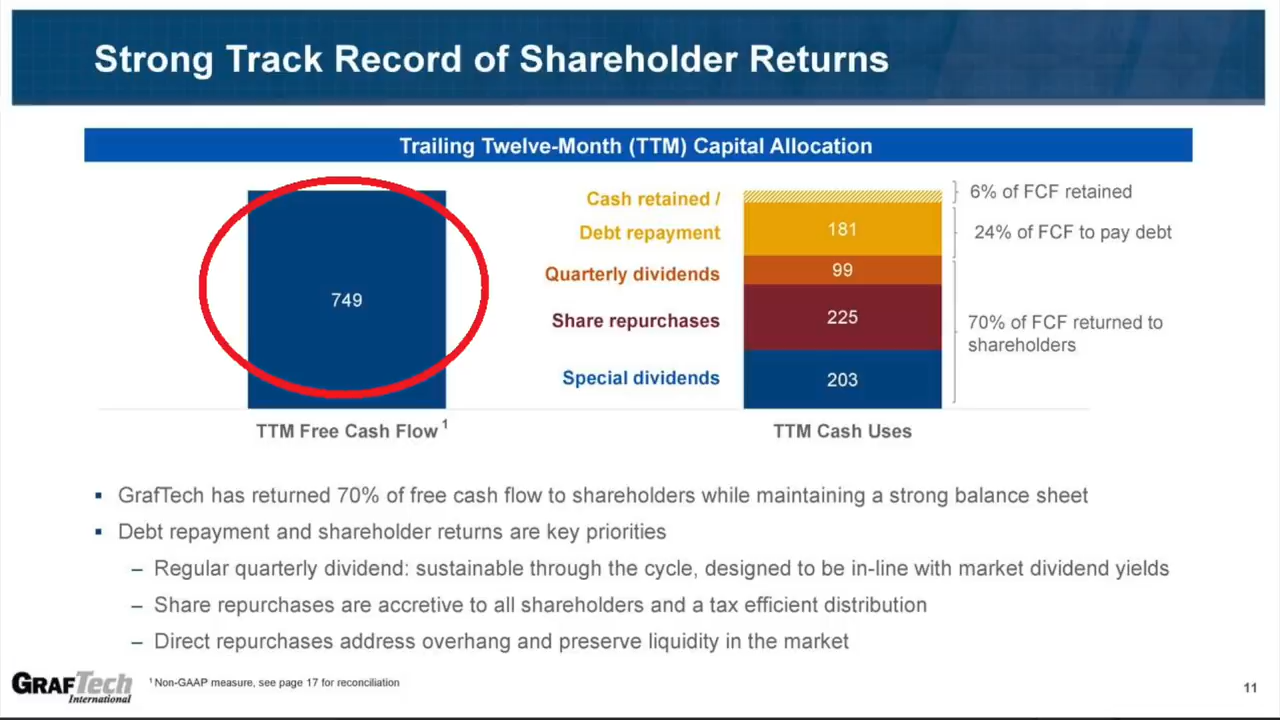 Strong Track Record of Shareholder Returns
Trailing Twelve-Month (TTM) Capital Allocation
749
TTM Free Cash Flow 1
Cash retained /
Debt repayment
Quarterly dividends
Share repurchases
Special dividends
181
99
225
203
TTM Cash Uses
6% of FCF retained
24% of FCF to pay debt
70% of FCF returned to
shareholders
▪ GrafTech has returned 70% of free cash flow to shareholders while maintaining a strong balance sheet
▪ Debt repayment and shareholder returns are key priorities
– Regular quarterly dividend: sustainable through the cycle, designed to be in-line with market dividend yields
– Share repurchases are accretive to all shareholders and a tax efficient distribution
– Direct repurchases address overhang and preserve liquidity in the market
GRAFTech
International
1 Non-GAAP measure, see page 17 for reconciliation
11